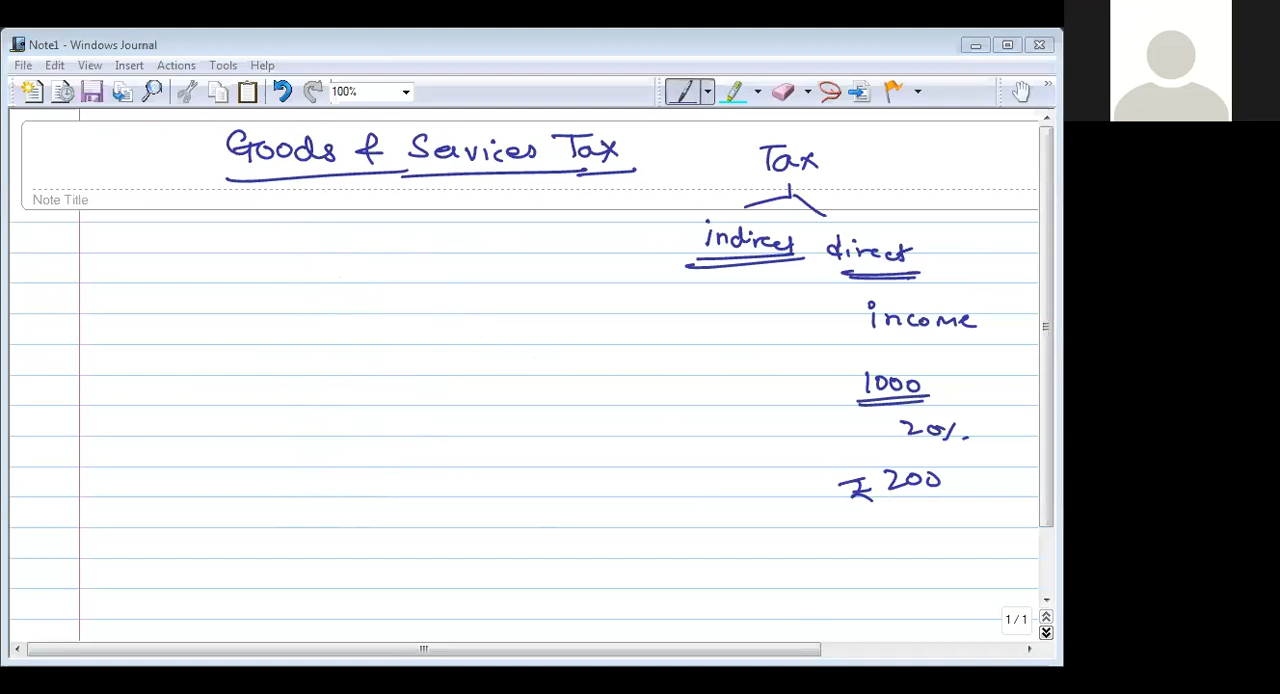 Note1 - Windows Journal
File Edit View Insert Actions Tools Help
100%
Goods & Services Tax
Note Title
Tax
indirect direct
income
1000
20%
₹ 200
1 / 1